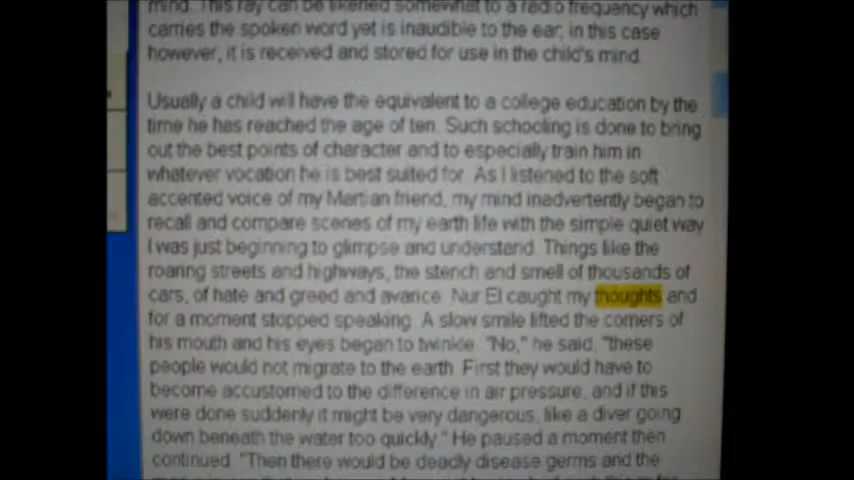 mind. This ray can be likened somewhat to a radio frequency which
carries the spoken word yet is inaudible to the ear, in this case
however, it is received and stored for use in the child's mind.
Usually a child will have the equivalent to a college education by the
time he has reached the age of ten. Such schooling is done to bring
out the best points of character and to especially train him in
whatever vocation he is best suited for. As I listened to the soft
accented voice of my Martian friend, my mind inadvertently began to
recall and compare scenes of my earth life with the simple quiet way
I was just beginning to glimpse and understand. Things like the
roaring streets and highways, the stench and smell of thousands of
cars, of hate and greed and avarice. Nur El caught my thoughts and
for a moment stopped speaking. A slow smile lifted the corners of
his mouth and his eyes began to twinkle. "No," he said, "these
people would not migrate to the earth. First they would have to
become accustomed to the difference in air pressure, and if this
were done suddenly it might be very dangerous, like a diver going
down beneath the water too quickly." He paused a moment then
continued. "Then there would be deadly disease germs and the